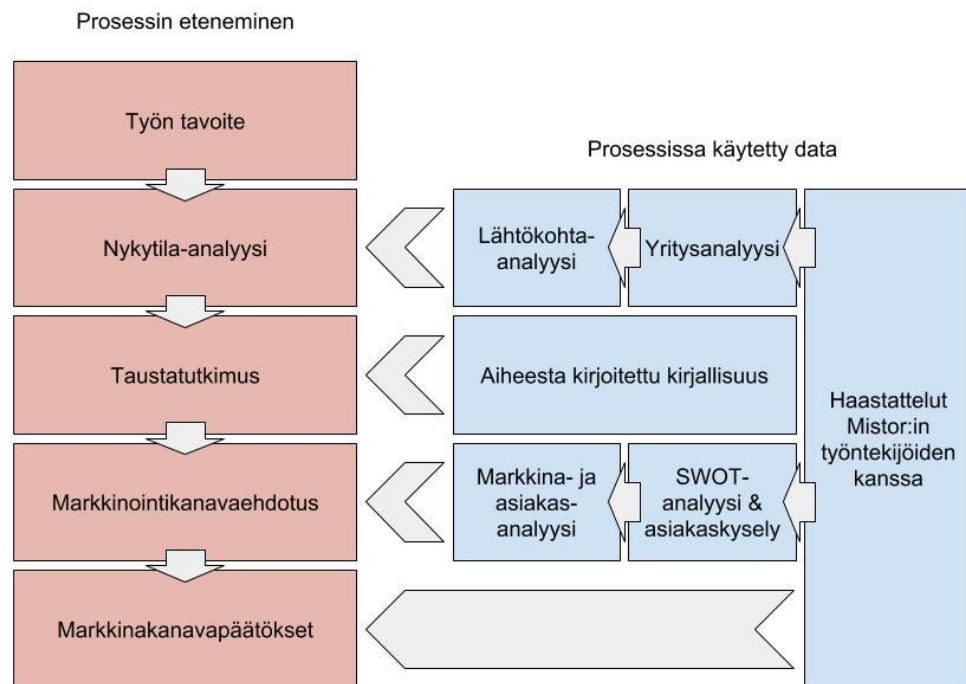 Prosessin eteneminen
Työn tavoite
Prosessissa käytetty data
Nykytila-analyysi
Lähtökohta-
analyysi
Yritysanalyysi
Taustatutkimus
Aiheesta kirjoitettu kirjallisuus
Haastattelut
Mistor:in
työntekijöiden
kanssa
Markkinointikanavaehdotus
Markkina- ja
asiakas-
analyysi
SWOT-
analyysi &
asiakaskysely
Markkinakanavapäätökset